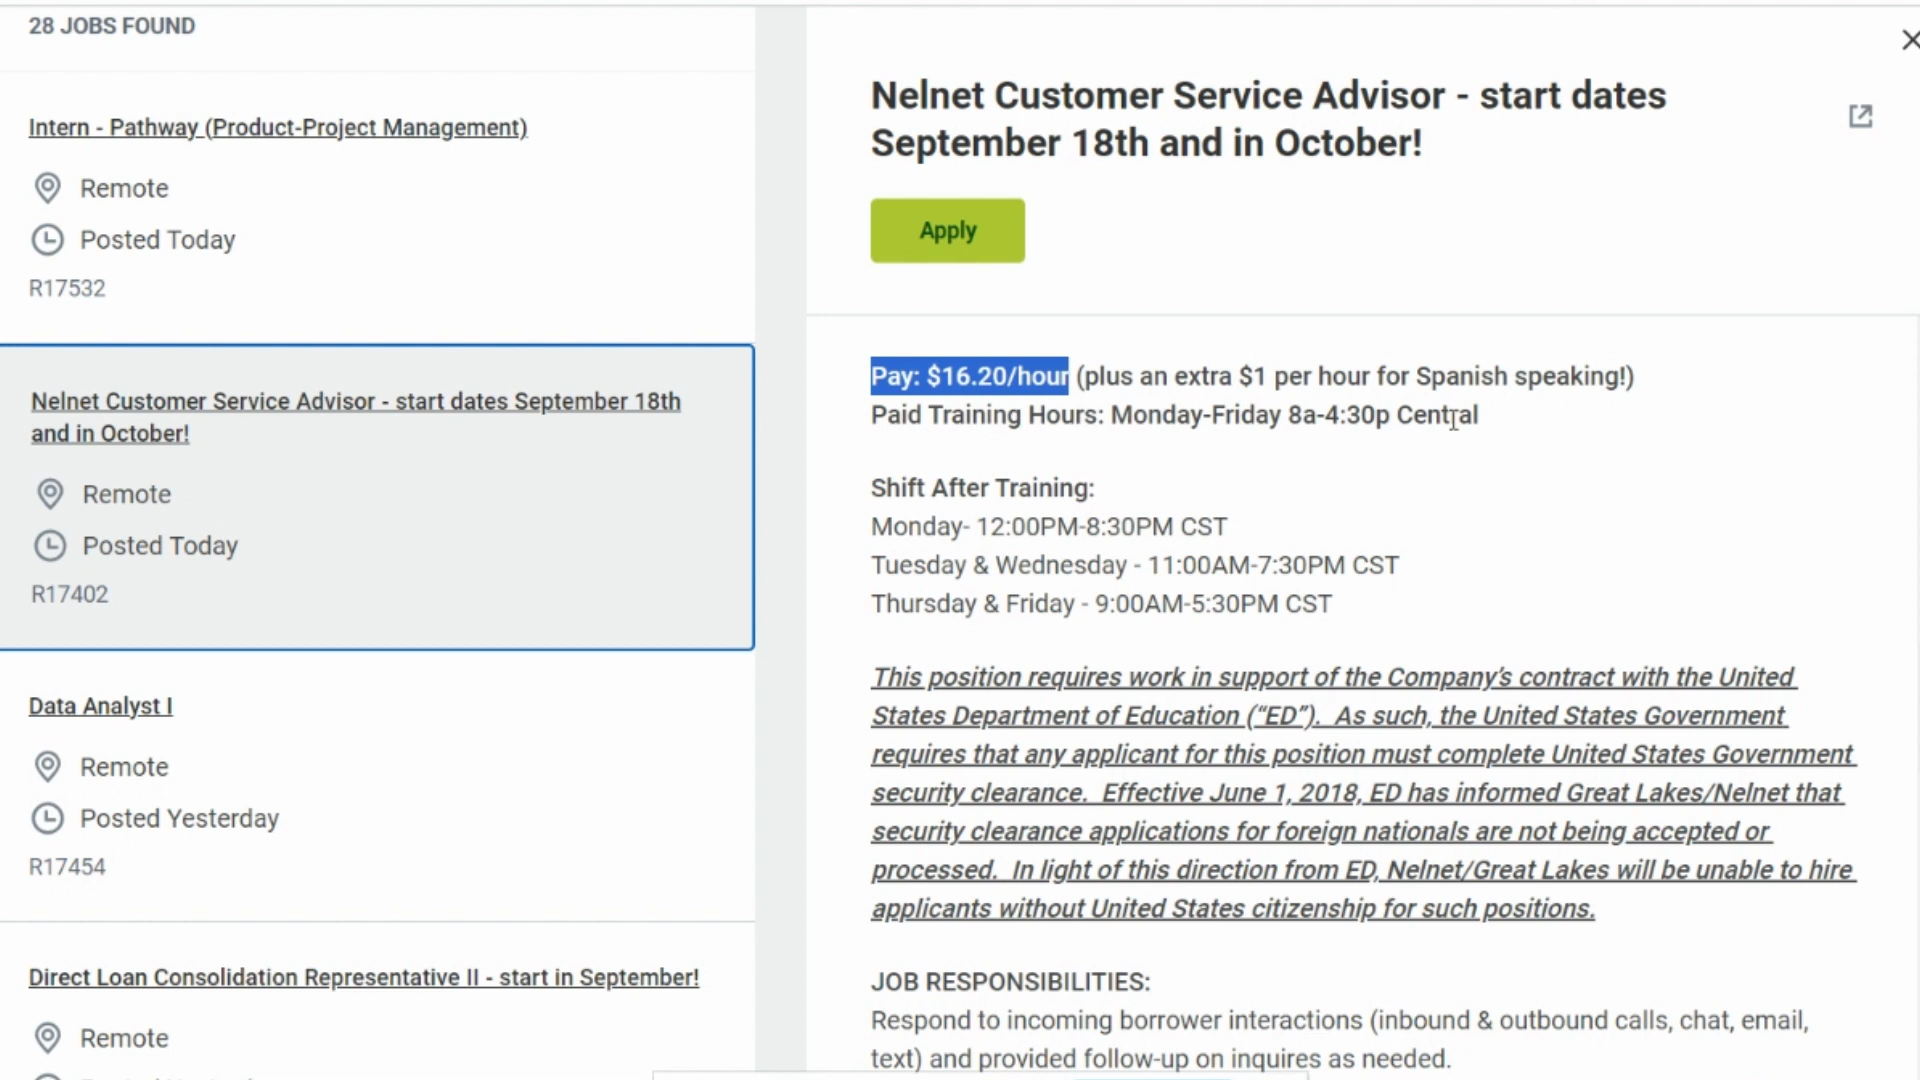 28 JOBS FOUND
Intern - Pathway (Product-Project Management)
Remote
Posted Today
R17532
Nelnet Customer Service Advisor - start dates September 18th
and in October!
Remote
Posted Today
R17402
Data Analyst I
Remote
Posted Yesterday
R17454
Direct Loan Consolidation Representative II - start in September!
Remote
Nelnet Customer Service Advisor - start dates
September 18th and in October!
Apply
Pay: $16.20/hour (plus an extra $1 per hour for Spanish speaking!)
Paid Training Hours: Monday-Friday 8a-4:30p Central
Shift After Training:
Monday- 12:00PM-8:30PM CST
Tuesday & Wednesday - 11:00AM-7:30PM CST
Thursday & Friday - 9:00AM-5:30PM CST
This position requires work in support of the Company’s contract with the United
States Department of Education (“ED”).  As such, the United States Government
requires that any applicant for this position must complete United States Government
security clearance.  Effective June 1, 2018, ED has informed Great Lakes/Nelnet that
security clearance applications for foreign nationals are not being accepted or
processed.  In light of this direction from ED, Nelnet/Great Lakes will be unable to hire
applicants without United States citizenship for such positions.
JOB RESPONSIBILITIES:
Respond to incoming borrower interactions (inbound & outbound calls, chat, email,
text) and provided follow-up on inquires as needed.